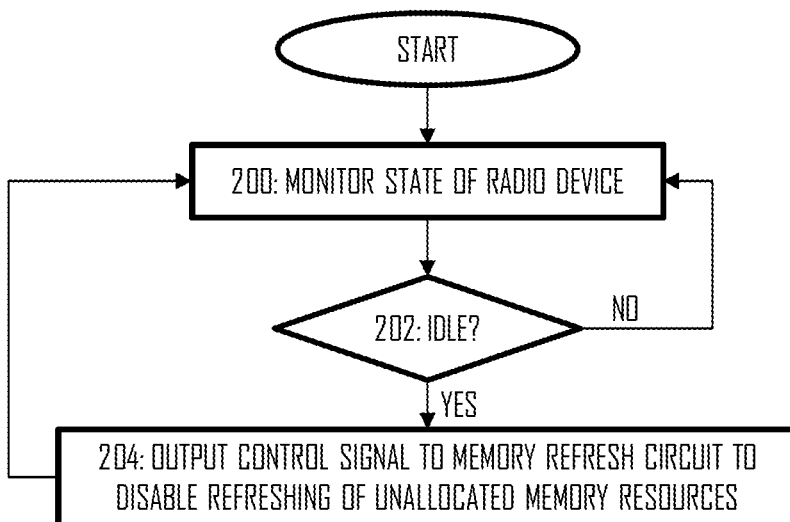 START
200: MONITOR STATE OF RADIO DEVICE
202: IDLE?
NO
YES
204: OUTPUT CONTROL SIGNAL TO MEMORY REFRESH CIRCUIT TO
DISABLE REFRESHING OF UNALLOCATED MEMORY RESOURCES